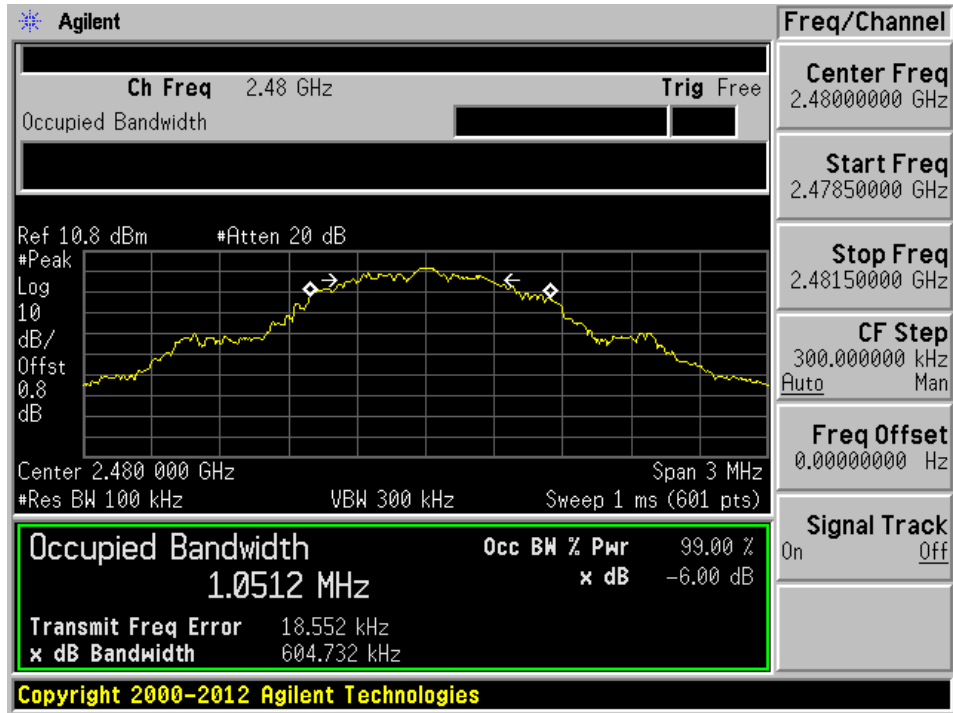 Agilent
Freq/Channel
Ch Freq 2.48 GHz Trig Free
Occupied Bandwidth
Ref 10.8 dBm #Atten 20 dB
#Peak
Log
10
dB/
Offst
0.8
dB
Center 2.480 000 GHz Span 3 MHz
#Res BW 100 kHz VBW 300 kHz Sweep 1 ms (601 pts)
Occupied Bandwidth Occ BW % Pwr 99.00 %
1.0512 MHz x dB -6.00 dB
Transmit Freq Error 18.552 kHz
x dB Bandwidth 604.732 kHz
Copyright 2000-2012 Agilent Technologies
Center Freq
2.48000000 GHz
Start Freq
2.47850000 GHz
Stop Freq
2.48150000 GHz
CF Step
300.000000 kHz
Auto Man
Freq Offset
0.00000000 Hz
Signal Track
On Off